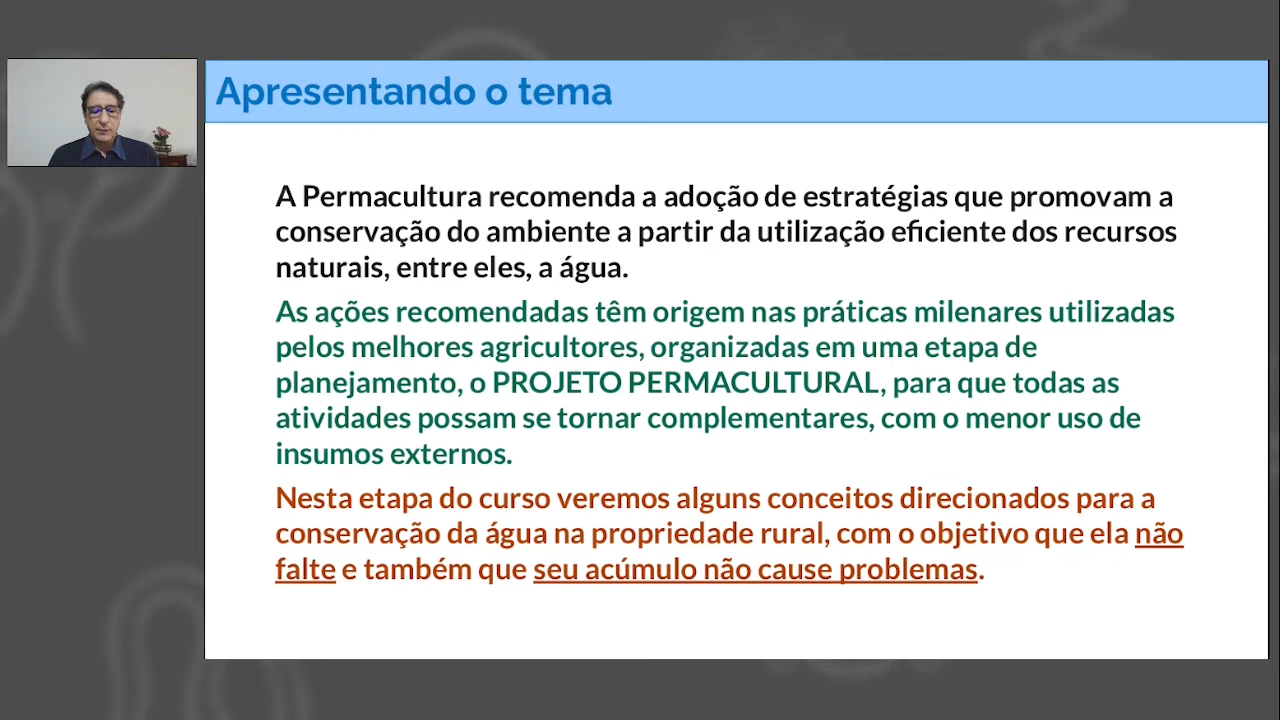 Apresentando o tema
A Permacultura recomenda a adoção de estratégias que promovam a
conservação do ambiente a partir da utilização eficiente dos recursos
naturais, entre eles, a água.
As ações recomendadas têm origem nas práticas milenares utilizadas
pelos melhores agricultores, organizadas em uma etapa de
planejamento, o PROJETO PERMACULTURAL, para que todas as
atividades possam se tornar complementares, com o menor uso de
insumos externos.
Nesta etapa do curso veremos alguns conceitos direcionados para a
conservação da água na propriedade rural, com o objetivo que ela não
falte e também que seu acúmulo não cause problemas.